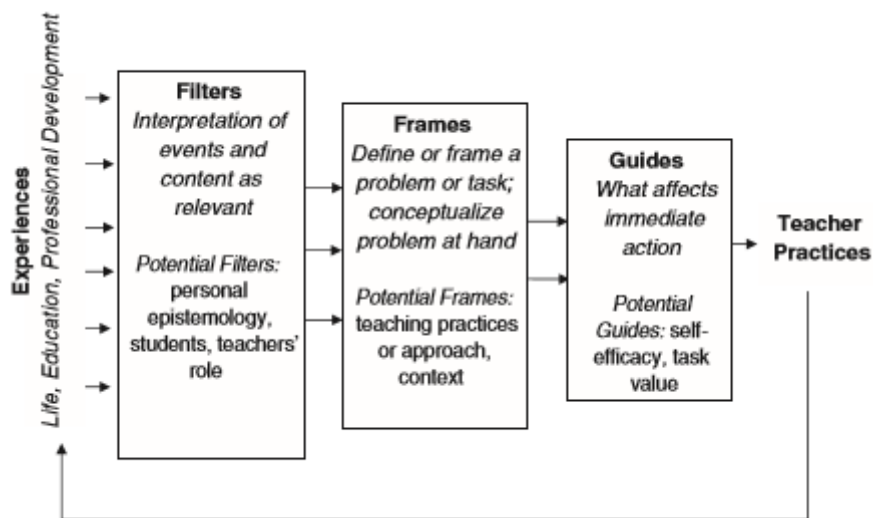 Experiences
Life, Education, Professional Development
Filters
Interpretation of
events and
content as
relevant
Potential Filters:
personal
epistemology,
students, teachers'
role
Frames
Define or frame a
problem or task;
conceptualize
problem at hand
Potential Frames:
teaching practices
or approach,
context
Guides
What affects
immediate
action
Potential
Guides: self-
efficacy, task
value
Teacher
Practices